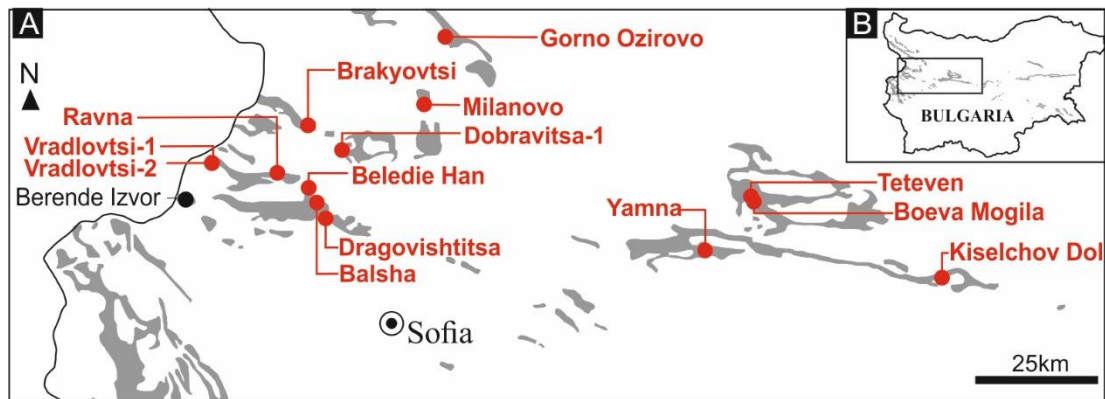 A
B
Gorno Ozirovo
Brakyovtsi
N
Milanovo
Ravna
Dobravitsa-1
BULGARIA
Vradlovtsi-1
Vradlovtsi-2
Beledie Han
Teteven
Berende Izvor
Yamna
Boeva Mogila
Dragovishtitsa
Kiselchov Dol
Balsha
Sofia
25km